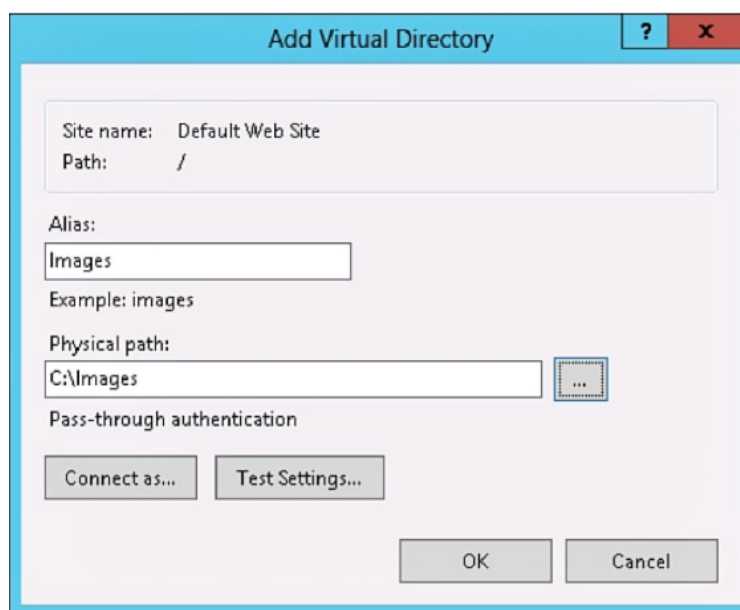 Add Virtual Directory
? x
Site name: Default Web Site
Path: /
Alias:
Images
Example: images
Physical path:
C:\Images
...
Pass-through authentication
Connect as... Test Settings...
OK Cancel